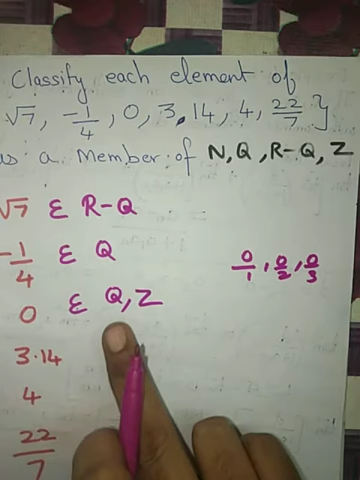 Classify each element of
√7, -1/4, 0, 3.14, 4, 22/7 }
as a Member of N, Q, R-Q, Z
√7 ε R-Q
-1/4 ε Q
0/1, 0/2, 0/3
0 ε Q, Z
3.14
4
22/7